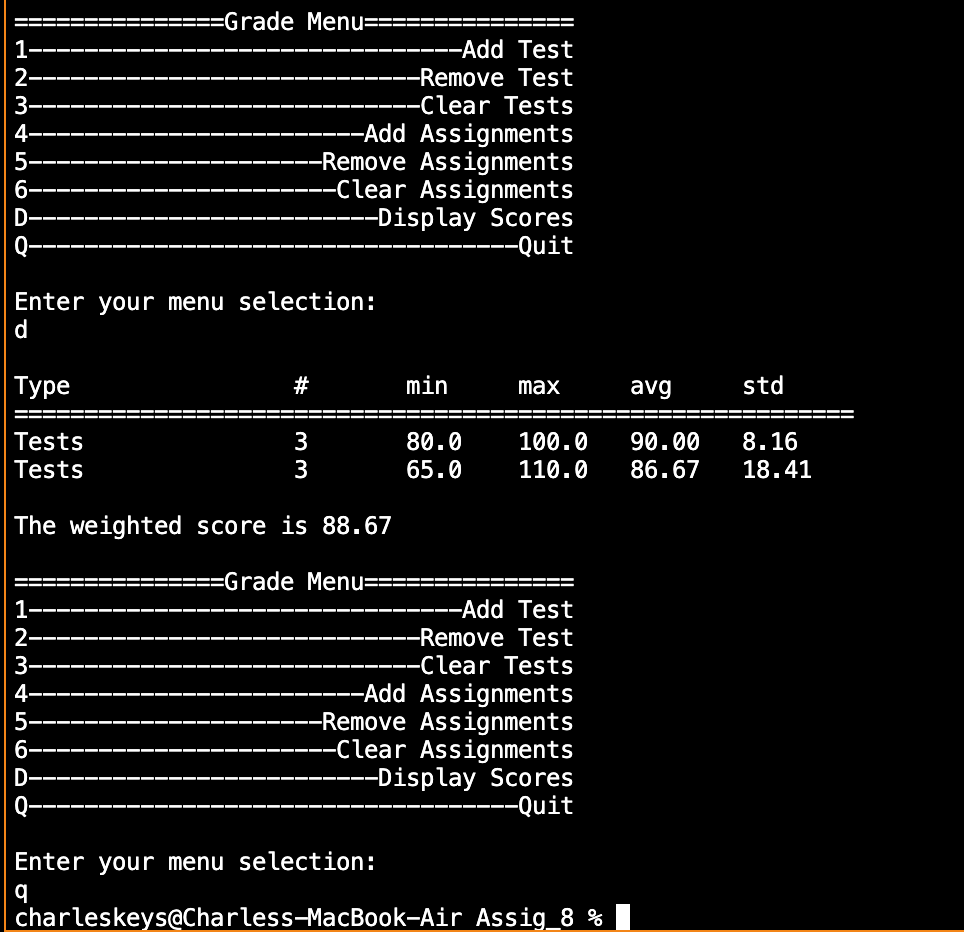 ===============Grade Menu===============
1-------------------------------Add Test
2----------------------------Remove Test
3----------------------------Clear Tests
4------------------------Add Assignments
5---------------------Remove Assignments
6----------------------Clear Assignments
D-------------------------Display Scores
Q-----------------------------------Quit
Enter your menu selection:
d
Type                #       min     max     avg     std
============================================================
Tests               3       80.0    100.0   90.00   8.16
Tests               3       65.0    110.0   86.67   18.41
The weighted score is 88.67
===============Grade Menu===============
1-------------------------------Add Test
2----------------------------Remove Test
3----------------------------Clear Tests
4------------------------Add Assignments
5---------------------Remove Assignments
6----------------------Clear Assignments
D-------------------------Display Scores
Q-----------------------------------Quit
Enter your menu selection:
q
charleskeys@Charless-MacBook-Air Assig_8 %